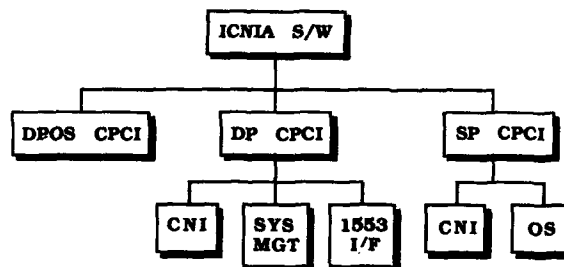 ICNIA S/W
DPOS CPCI
DP CPCI
SP CPCI
CNI
SYS
MGT
1553
I/F
CNI
OS